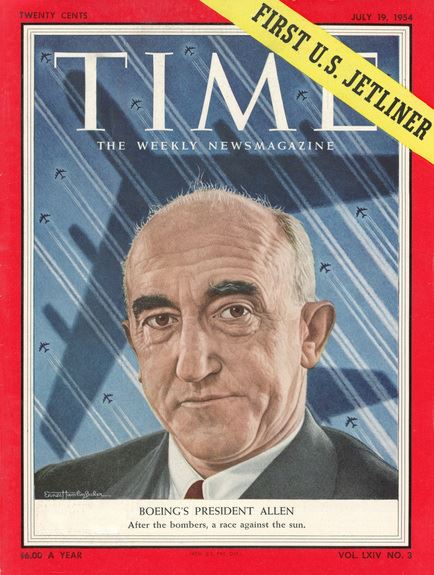 TWENTY CENTS
JULY 19, 1954
FIRST U.S. JETLINER
TIME
THE WEEKLY NEWSMAGAZINE
BOEING'S PRESIDENT ALLEN
After the bombers, a race against the sun.
$6.00 A YEAR
VOL. LXIV NO. 3